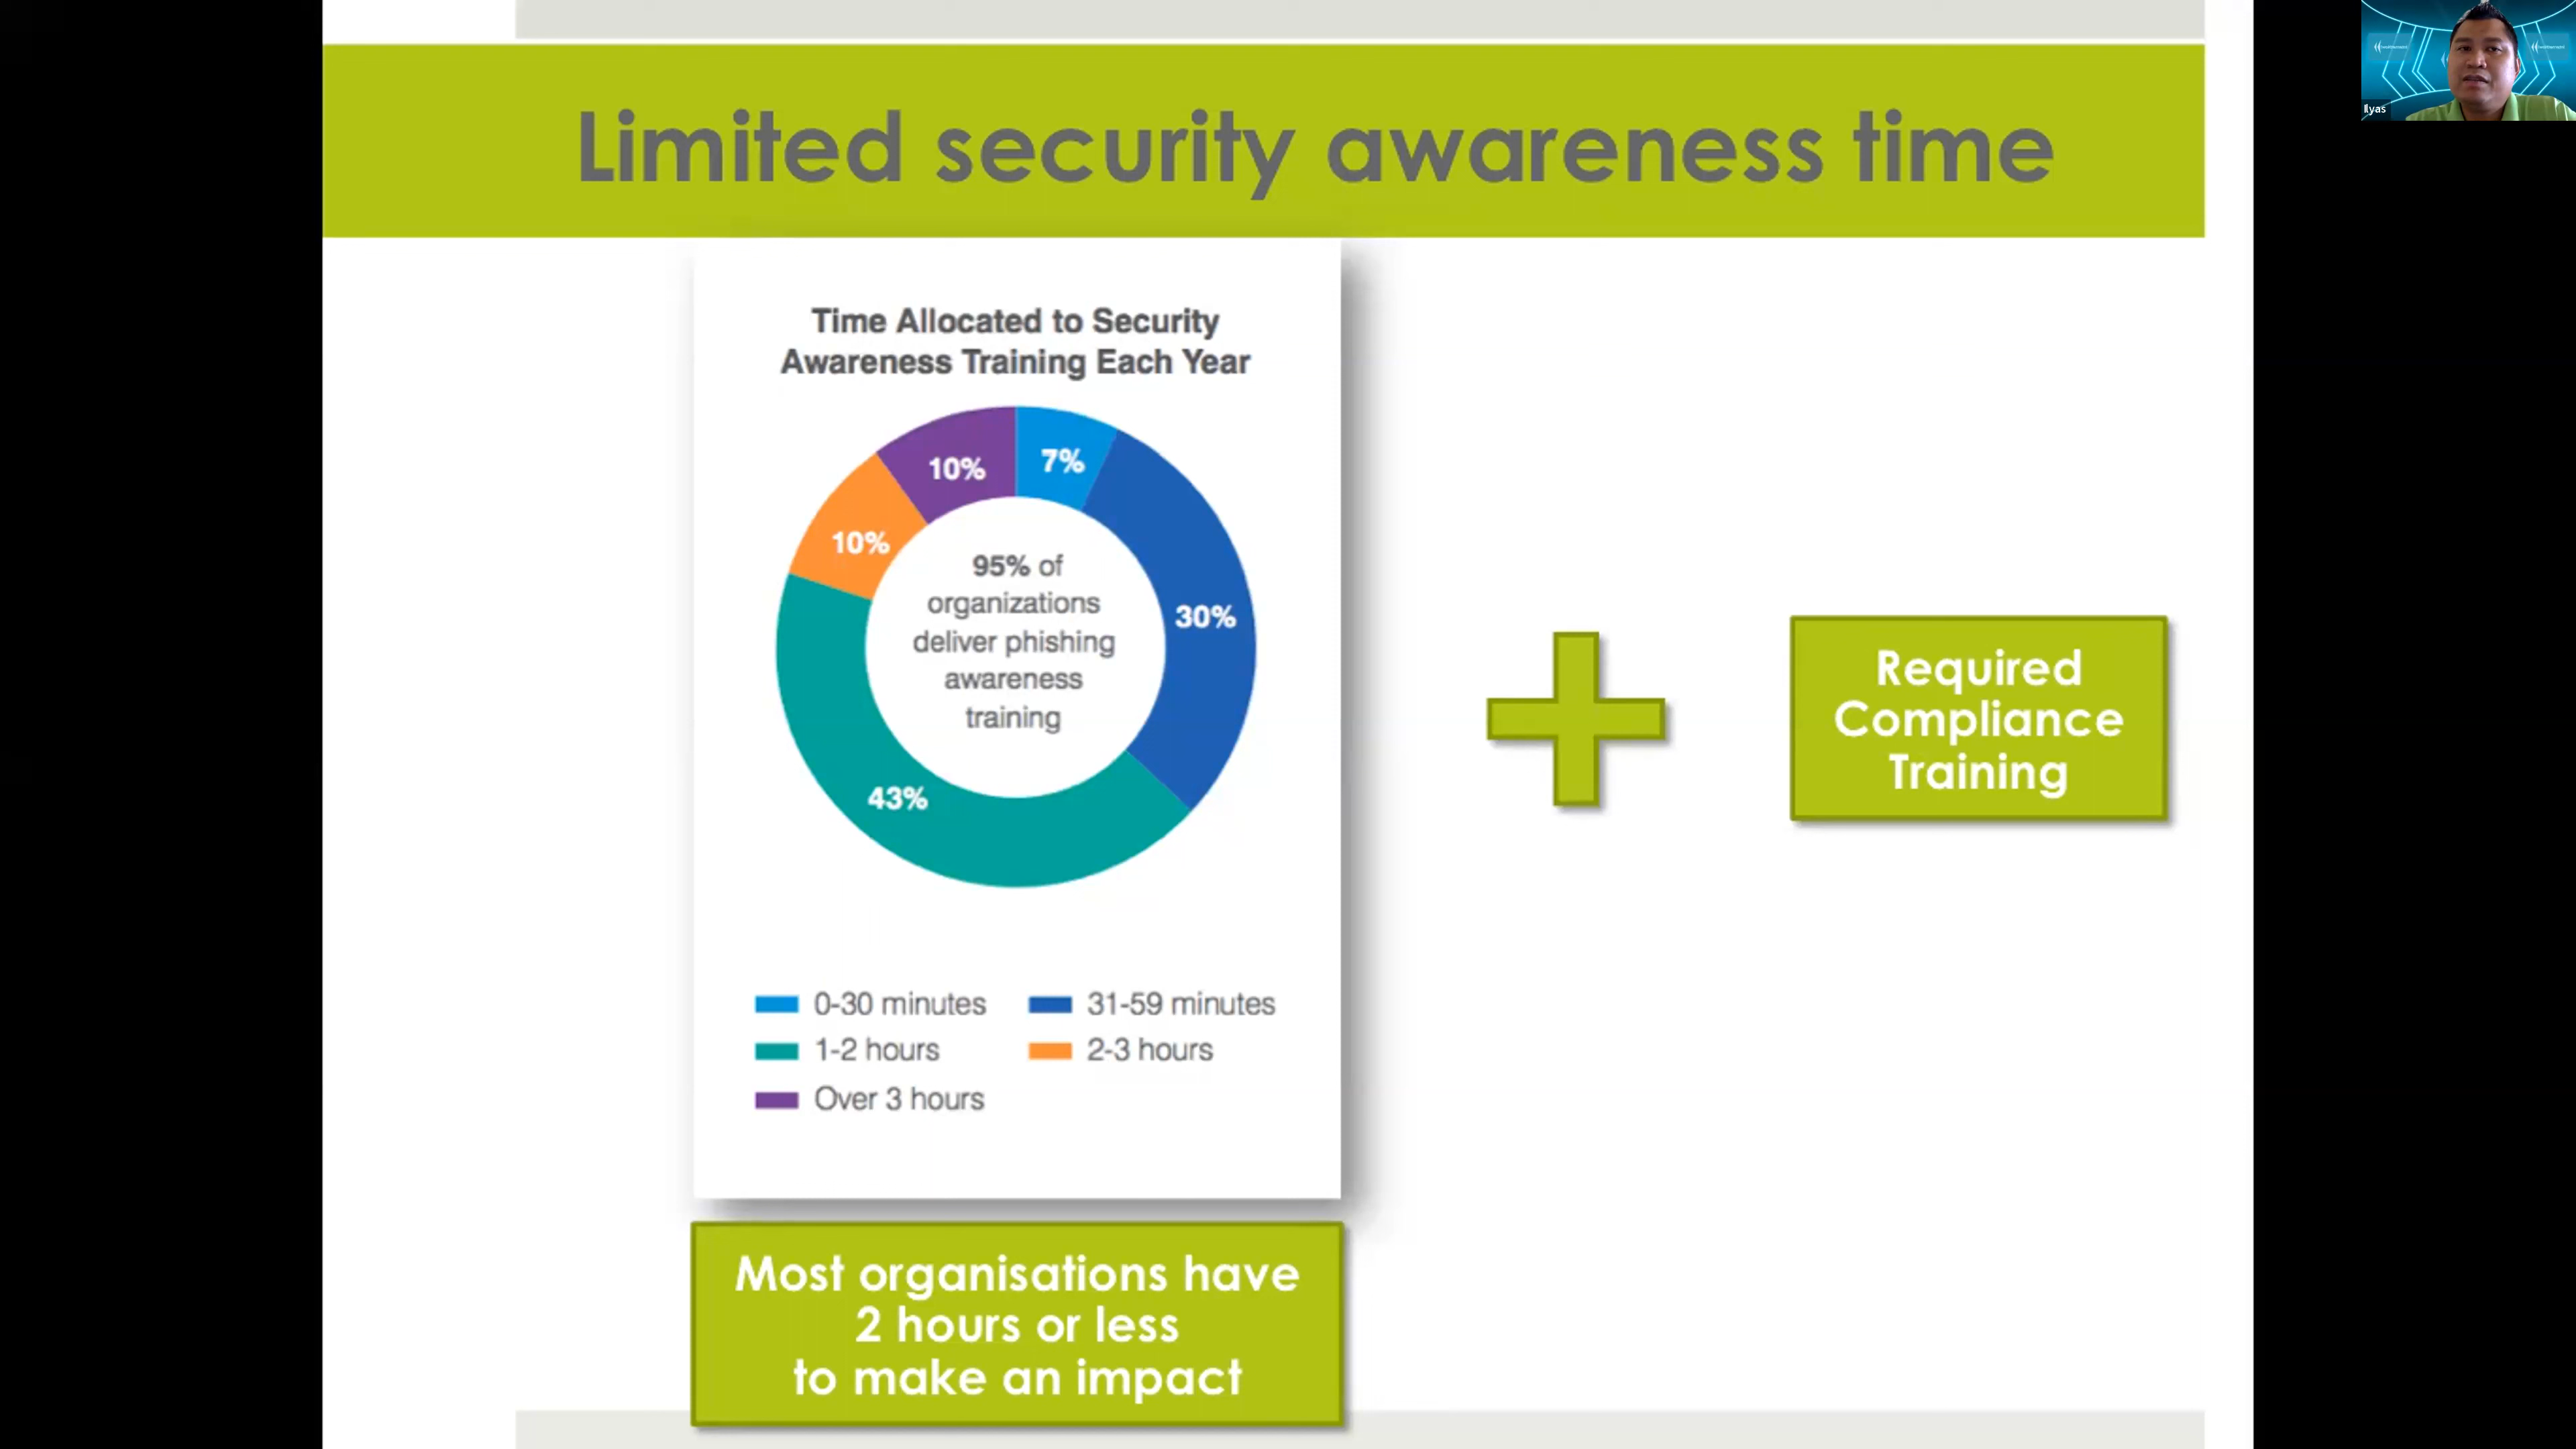 Limited security awareness time
Ilyas
Time Allocated to Security
Awareness Training Each Year
10%
7%
10%
30%
43%
95% of
organizations
deliver phishing
awareness
training
0-30 minutes
31-59 minutes
1-2 hours
2-3 hours
Over 3 hours
Required
Compliance
Training
Most organisations have
2 hours or less
to make an impact